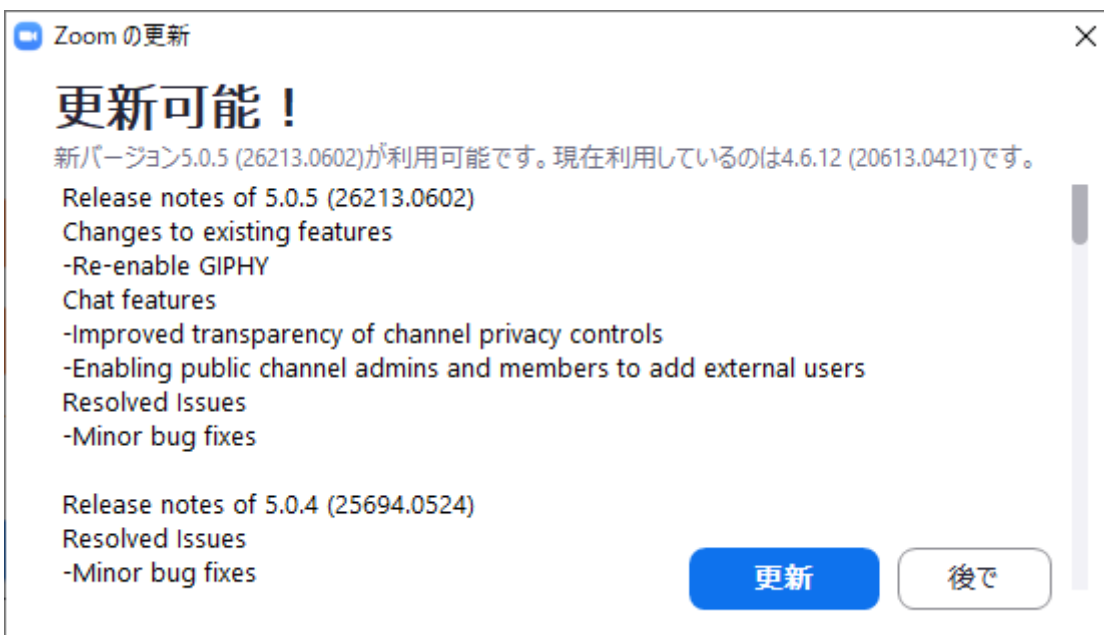 Zoom の更新
更新可能！
新バージョン5.0.5 (26213.0602)が利用可能です。現在利用しているのは4.6.12 (20613.0421)です。
Release notes of 5.0.5 (26213.0602)
Changes to existing features
-Re-enable GIPHY
Chat features
-Improved transparency of channel privacy controls
-Enabling public channel admins and members to add external users
Resolved Issues
-Minor bug fixes
Release notes of 5.0.4 (25694.0524)
Resolved Issues
-Minor bug fixes
更新 後で